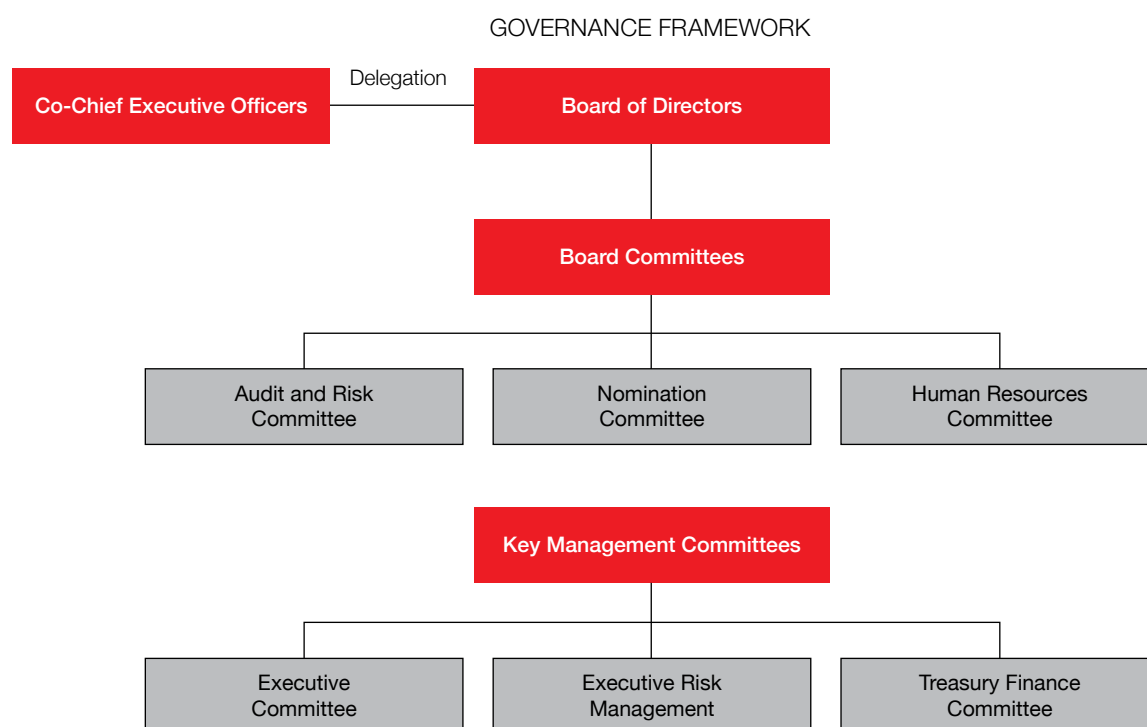 GOVERNANCE FRAMEWORK
Delegation
Co-Chief Executive Officers
Board of Directors
Board Committees
Audit and Risk
Committee
Nomination
Committee
Human Resources
Committee
Key Management Committees
Executive
Committee
Executive Risk
Management
Treasury Finance
Committee